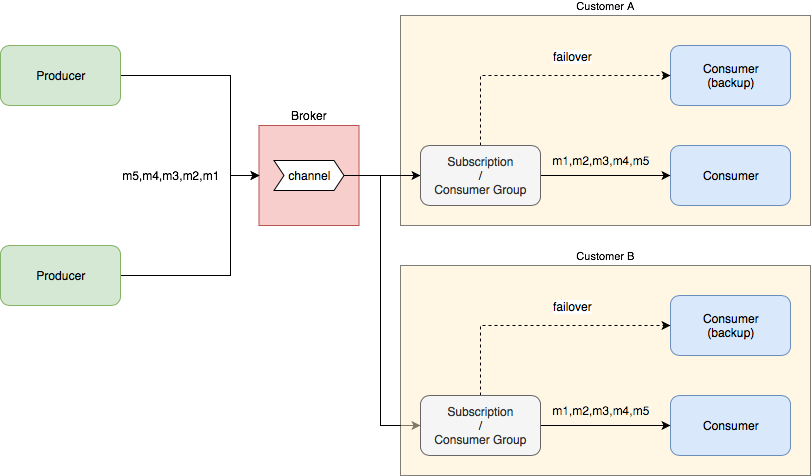 Customer A
Producer
failover
Consumer
(backup)
Broker
m5,m4,m3,m2,m1
channel
Subscription
/
Consumer Group
m1,m2,m3,m4,m5
Consumer
Producer
Customer B
failover
Consumer
(backup)
Subscription
/
Consumer Group
m1,m2,m3,m4,m5
Consumer